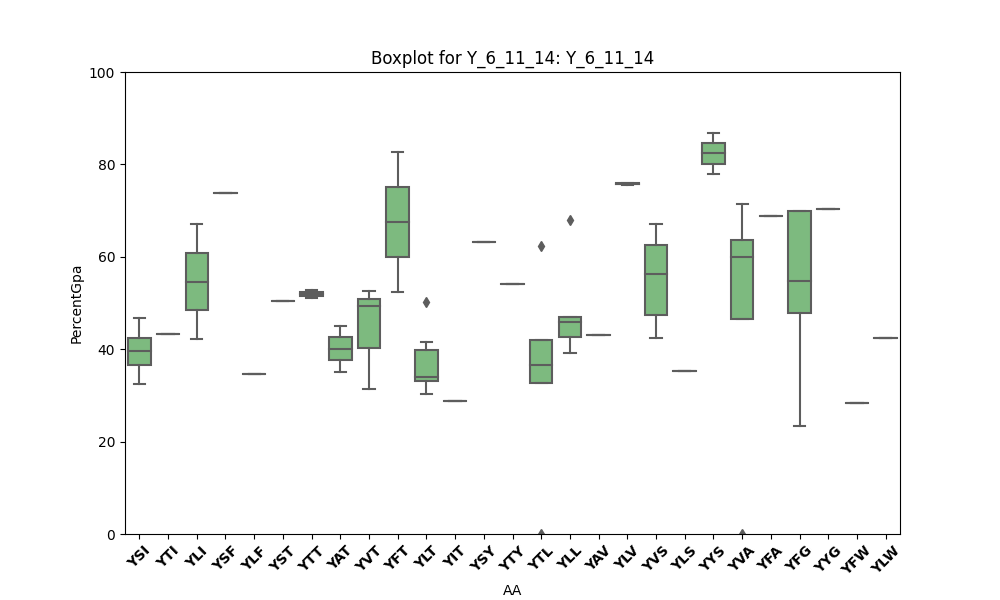 Boxplot for Y_6_11_14: Y_6_11_14
100
80
60
40
20
0
PercentGpa
YSI YTI YLI YSF YLF YST YTT YAT YVT YFT YLT YIT YSY YTY YTL YLL YAV YLV YVS YLS YYS YVA YFA YFG YYG YFW YLW
AA